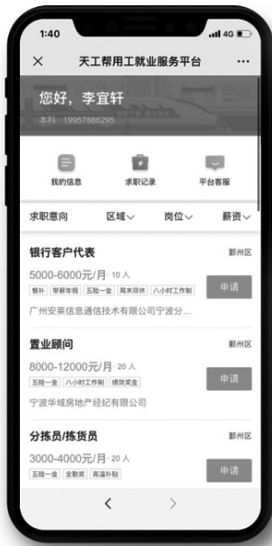 1:40
4G
天工帮用工就业服务平台
您好，李宜轩
本科 19957886295
我的信息 求职记录 平台客服
求职意向 区域 岗位 薪资
银行客户代表 鄞州区
5000-6000元/月·10人
餐补 带薪年假 五险一金 周末双休 八小时工作制
申请
广州安莱信息通信技术有限公司宁波分...
置业顾问 鄞州区
8000-12000元/月·20人
五险一金 八小时工作制 绩效奖金
申请
宁波华域房地产经纪有限公司
分拣员/拣货员 鄞州区
3000-4000元/月·20人
五险一金 全勤奖 高温补贴
申请